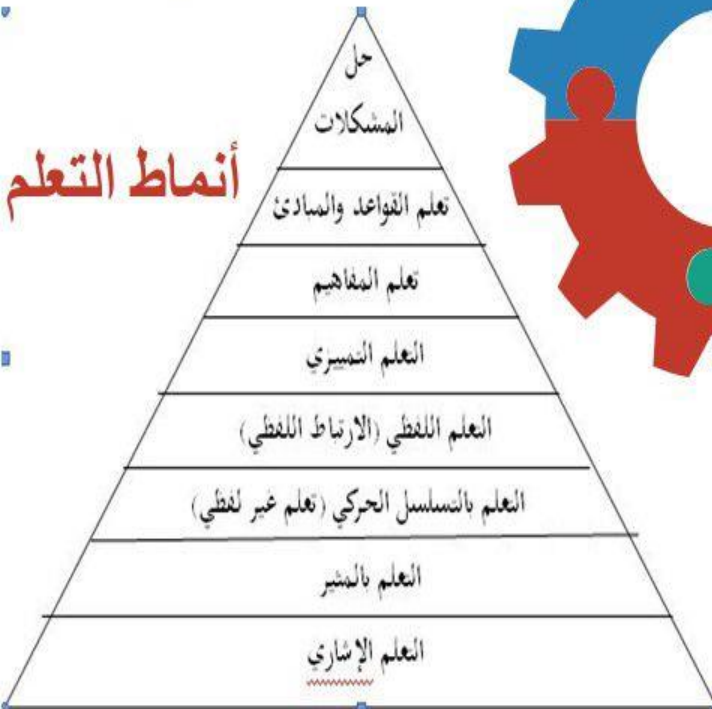 أنماط التعلم
حل
المشكلات
تعلم القواعد والمبادئ
تعلم المفاهيم
التعلم التمييزي
التعلم اللفظي (الارتباط اللفظي)
التعلم بالتسلسل الحركي (تعلم غير لفظي)
التعلم بالمثير
التعلم الإشاري